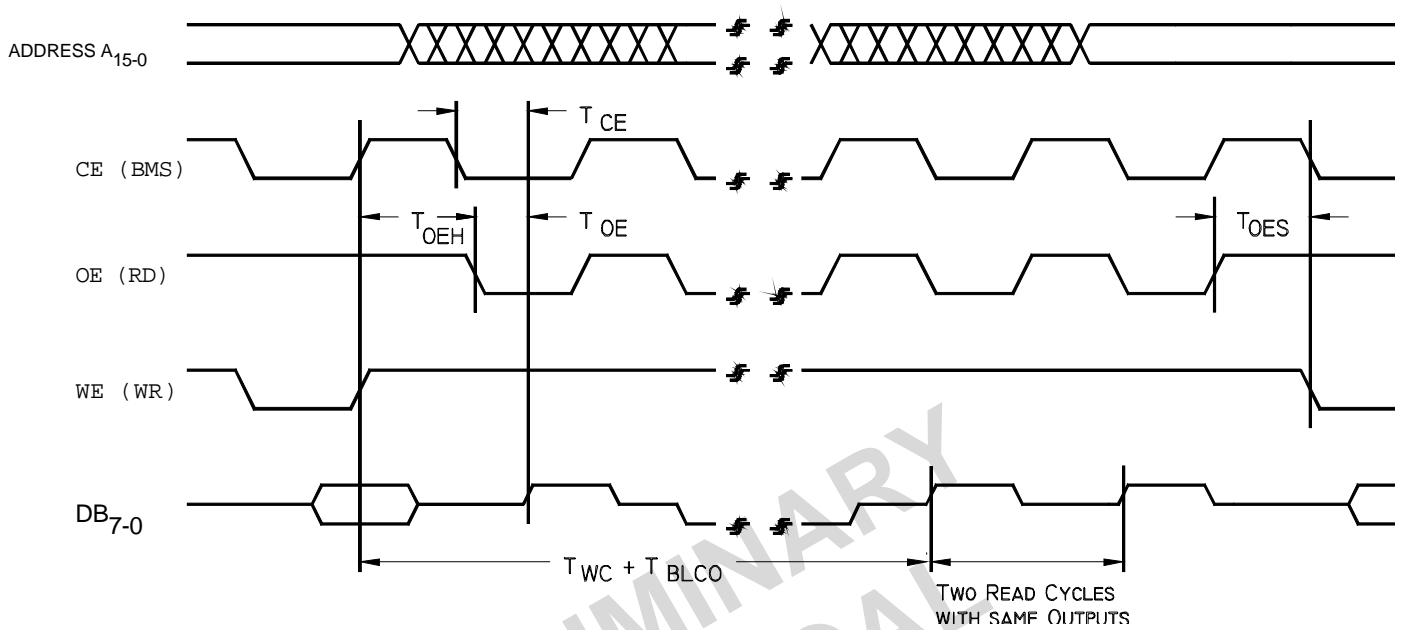 ADDRESS A15-0
T CE
CE (BMS)
T OEH
T OE
TOES
OE (RD)
WE (WR)
DB7-0
T WC + T BLCO
TWO READ CYCLES
WITH SAME OUTPUTS